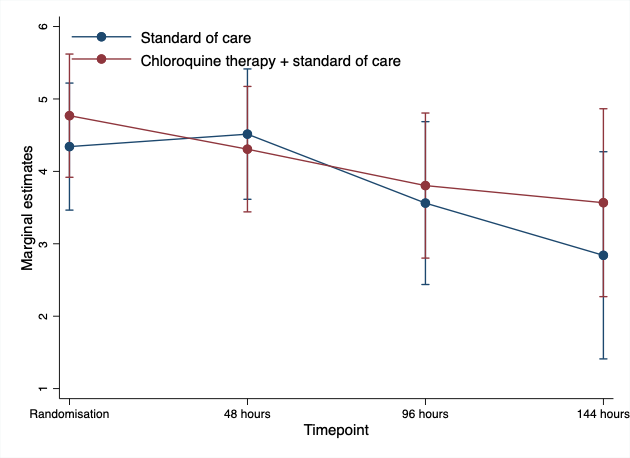 Standard of care
Chloroquine therapy + standard of care
Marginal estimates
6
5
4
3
2
1
Randomisation
48 hours
96 hours
144 hours
Timepoint